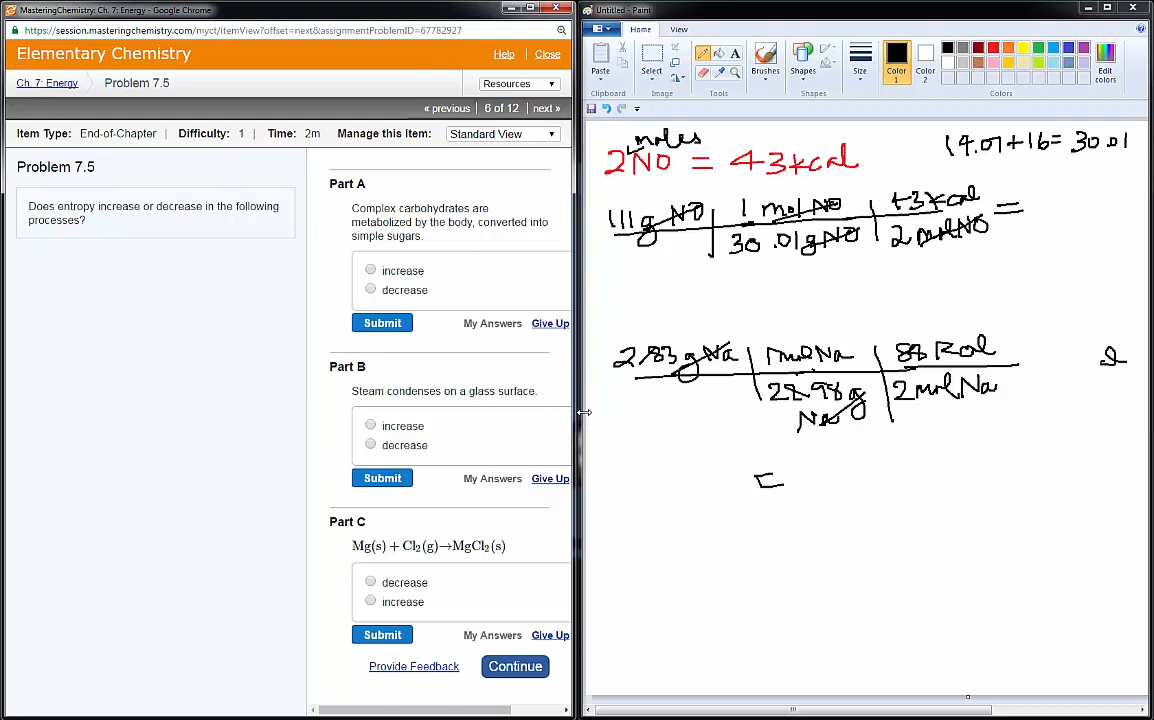 MasteringChemistry: Ch. 7: Energy - Google Chrome
https://session.masteringchemistry.com/myct/itemView?offset=next&assignmentProblemID=67782927
Elementary Chemistry
Help
Close
Ch. 7: Energy
Problem 7.5
Resources
« previous
6 of 12
next »
Item Type: End-of-Chapter
Difficulty: 1
Time: 2m
Manage this item:
Standard View
Problem 7.5
Does entropy increase or decrease in the following
processes?
Part A
Complex carbohydrates are
metabolized by the body, converted into
simple sugars.
increase
decrease
Submit
My Answers
Give Up
Part B
Steam condenses on a glass surface.
increase
decrease
Submit
My Answers
Give Up
Part C
Mg(s) + Cl₂(g)→MgCl₂(s)
decrease
increase
Submit
My Answers
Give Up
Provide Feedback
Continue
Untitled - Paint
Home
View
Paste
Select
Brushes
Shapes
Size
Color 1
Color 2
Edit colors
Clipboard
Image
Tools
Colors
moles
2NO = 43kcal
14.01+16=30.01
111g NO 1 mol NO 43 kcal =
30.01g NO 2 mol NO
2.83 g Na 1mol Na 88 Kcal
22.98g 2mol Na
Na